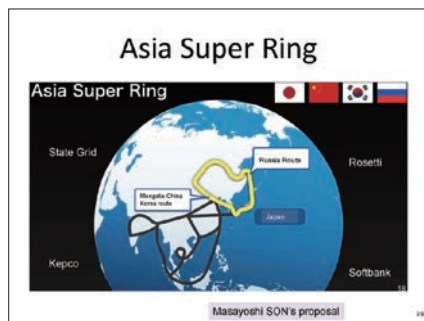 Asia Super Ring
Asia Super Ring
State Grid
Russia Route
Rosetti
Mongolia China
Korea route
Japan
Kepco
Softbank
18
Masayoshi SON's proposal